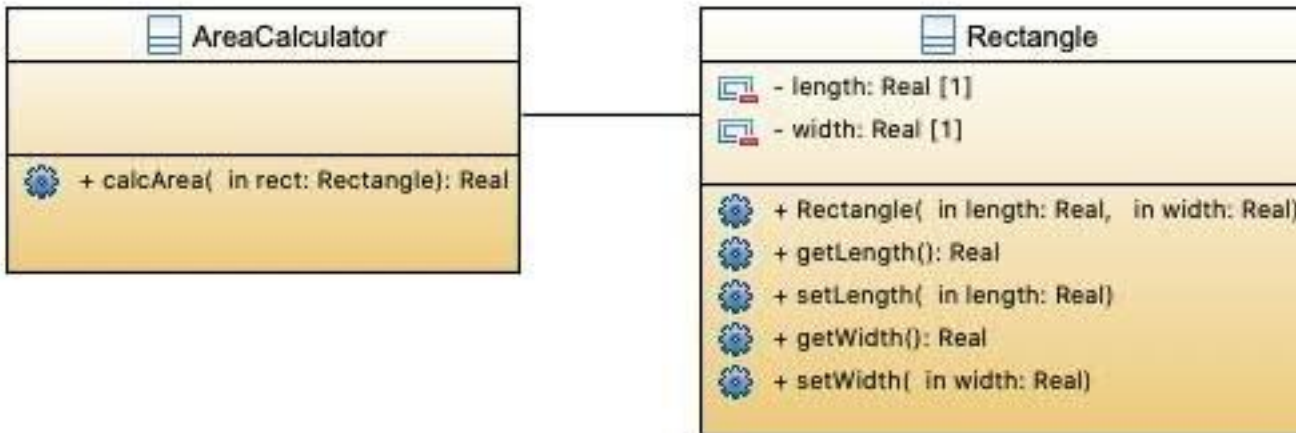 AreaCalculator
+ calcArea( in rect: Rectangle): Real
Rectangle
- length: Real [1]
- width: Real [1]
+ Rectangle( in length: Real, in width: Real)
+ getLength(): Real
+ setLength( in length: Real)
+ getWidth(): Real
+ setWidth( in width: Real)